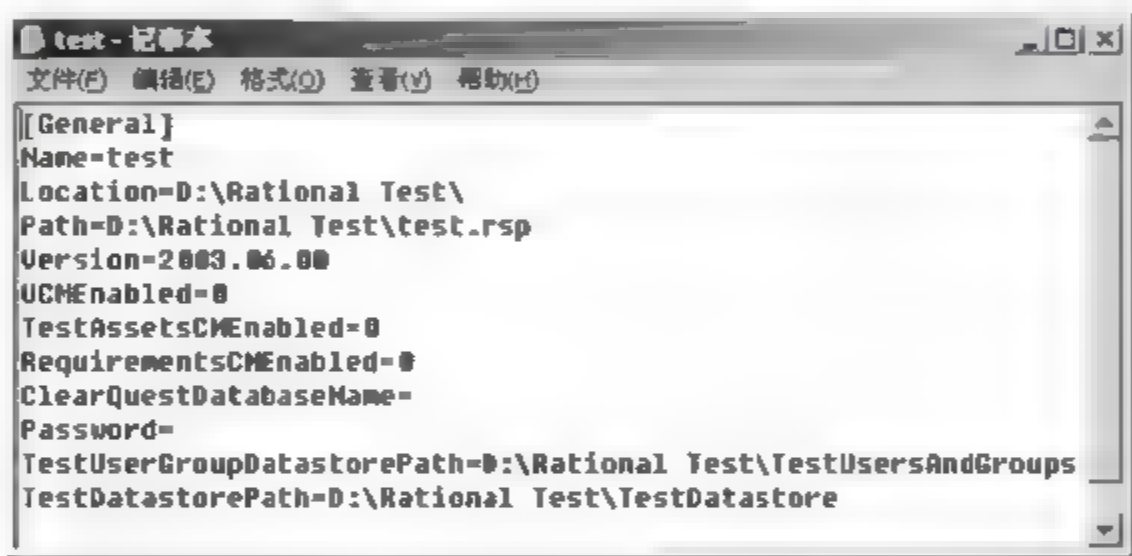 test - 记事本
文件(F) 编辑(E) 格式(O) 查看(V) 帮助(H)
[General]
Name=test
Location=D:\Rational Test\
Path=D:\Rational Test\test.rsp
Version=2003.06.00
UCMEnabled=0
TestAssetsCMEnabled=0
RequirementsCMEnabled=0
ClearQuestDatabaseName=
Password=
TestUserGroupDatastorePath=D:\Rational Test\TestUsersAndGroups
TestDatastorePath=D:\Rational Test\TestDatastore